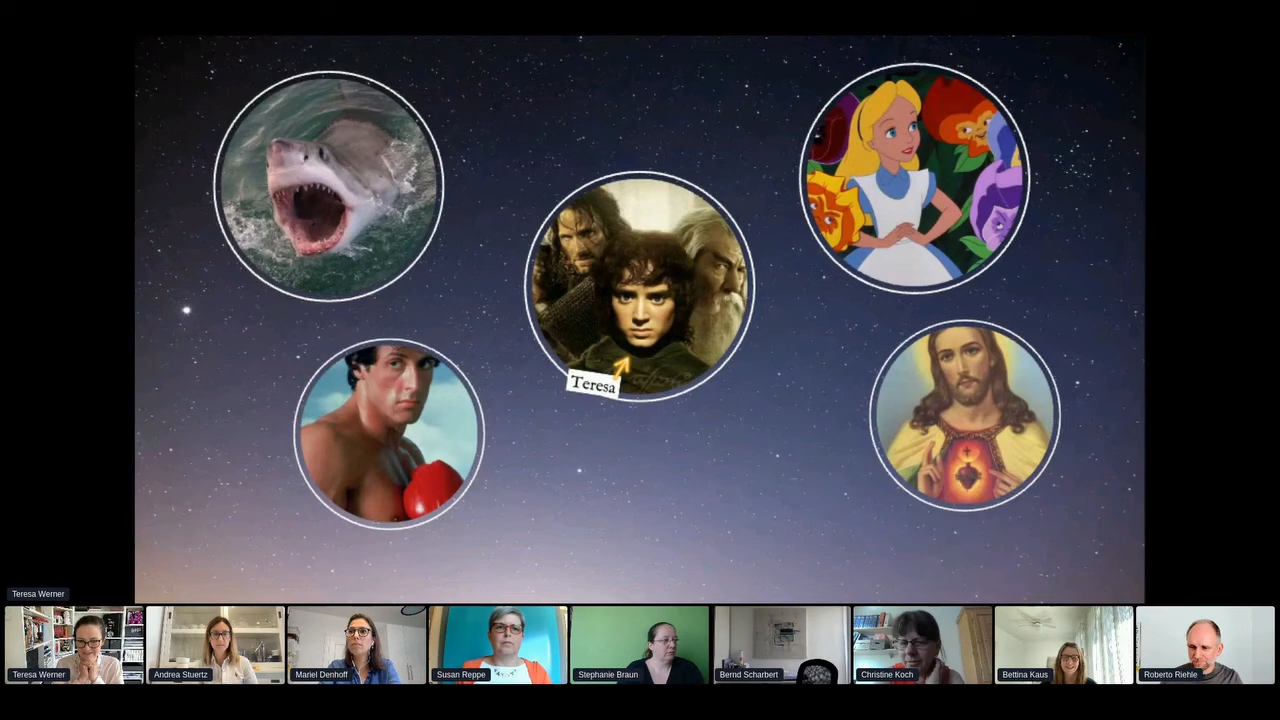 Teresa
Teresa Werner
Teresa Werner
Andrea Stuertz
Mariel Denhoff
Susan Reppe
Stephanie Braun
Bernd Scharbert
Christine Koch
Bettina Kaus
Roberto Riehle